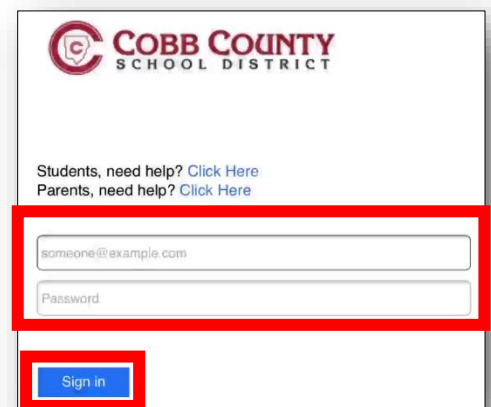 C
COBB COUNTY
SCHOOL DISTRICT
Students, need help? Click Here
Parents, need help? Click Here
someone@example.com
Password
Sign in